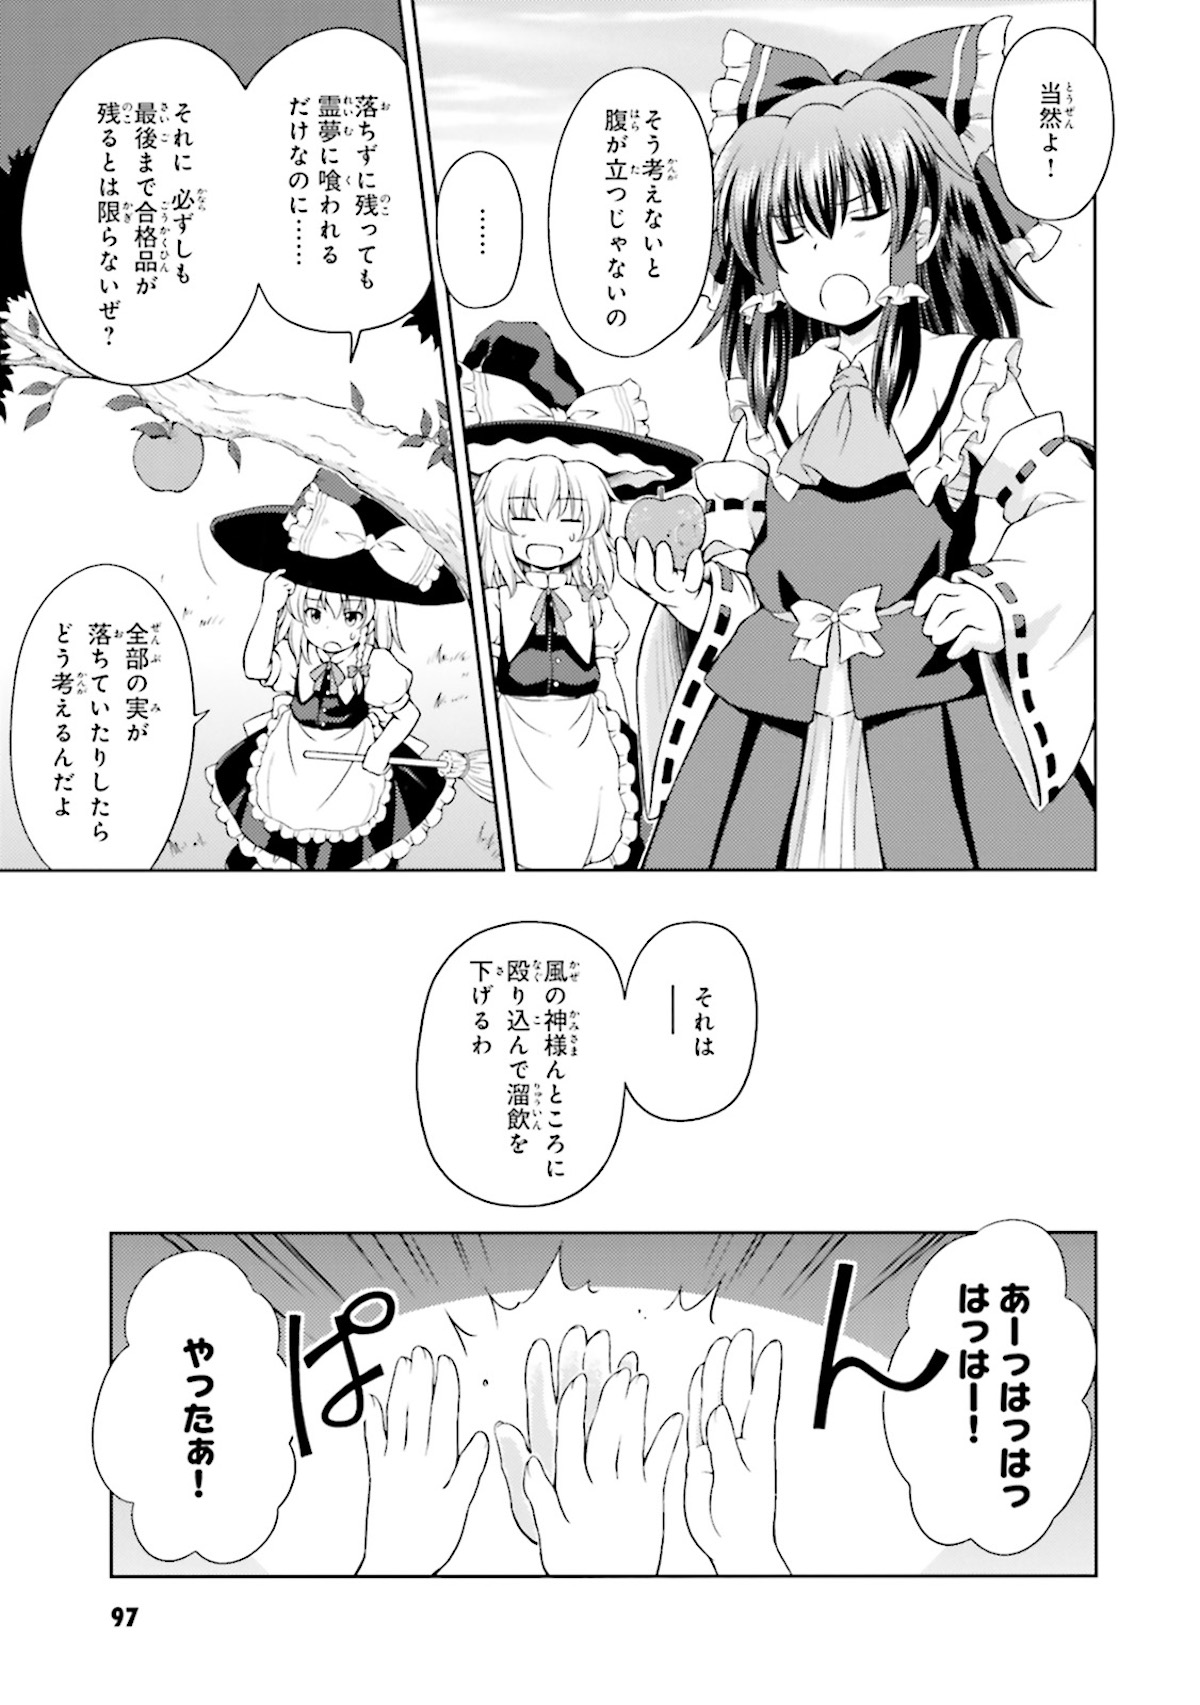 当然よ！
そう考えないと
腹が立つじゃないの
……
落ちずに残っても
霊夢に喰われる
だけなのに……
それに 必ずしも
最後まで合格品が
残るとは限らないぜ？
全部の実が
落ちていたりしたら
どう考えるんだよ
それは
―
風の神様んところに
殴り込んで溜飲を
下げるわ
あーっはっはっはっ
はっはー！
ぱん
やったぁ！
97